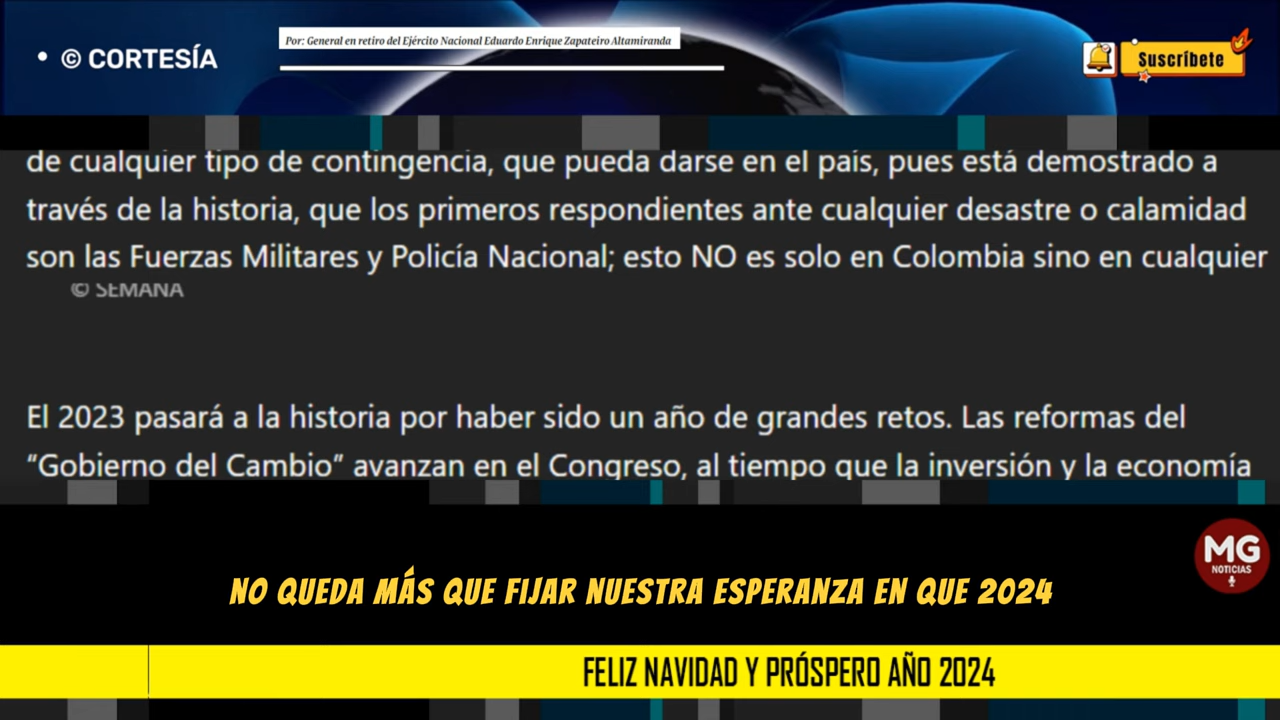 © CORTESÍA
Por: General en retiro del Ejército Nacional Eduardo Enrique Zapateiro Altamiranda
Suscríbete
de cualquier tipo de contingencia, que pueda darse en el país, pues está demostrado a
través de la historia, que los primeros respondientes ante cualquier desastre o calamidad
son las Fuerzas Militares y Policía Nacional; esto NO es solo en Colombia sino en cualquier
© SEMANA
El 2023 pasará a la historia por haber sido un año de grandes retos. Las reformas del
“Gobierno del Cambio” avanzan en el Congreso, al tiempo que la inversión y la economía
MG
NOTICIAS
NO QUEDA MÁS QUE FIJAR NUESTRA ESPERANZA EN QUE 2024
FELIZ NAVIDAD Y PRÓSPERO AÑO 2024